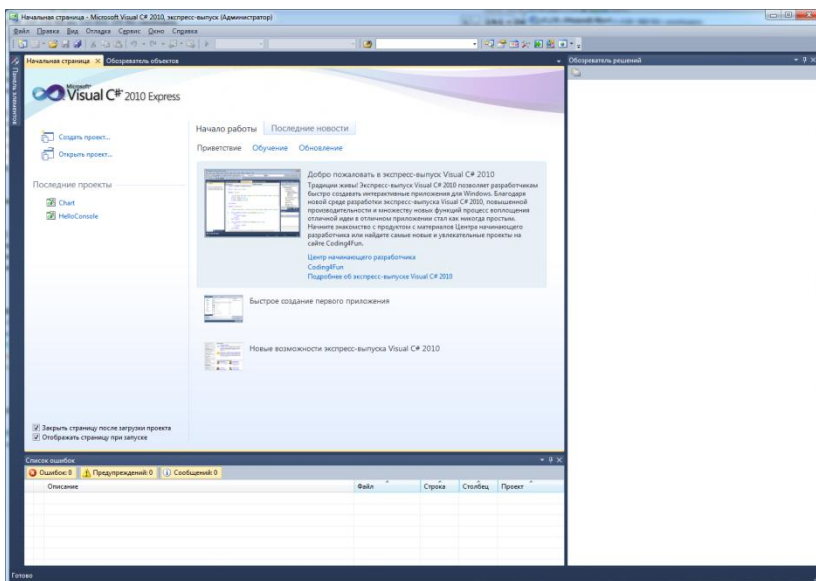 Начальная страница - Microsoft Visual C# 2010, экспресс-выпуск (Администратор)
Файл Правка Вид Отладка Сервис Окно Справка
Начальная страница Обозреватель объектов
Обозреватель решений
Панель элементов
Microsoft
Visual C# 2010 Express
Создать проект...
Открыть проект...
Последние проекты
Chart
HelloConsole
Начало работы Последние новости
Приветствие Обучение Обновление
Добро пожаловать в экспресс-выпуск Visual C# 2010
Традиции живы! Экспресс-выпуск Visual C# 2010 позволяет разработчикам
быстро создавать интерактивные приложения для Windows. Благодаря
новой среде разработки экспресс-выпуска Visual C# 2010, повышенной
производительности и множеству новых функций процесс воплощения
отличной идеи в отличном приложении стал как никогда простым.
Начните знакомство с продуктом с материалов Центра начинающего
разработчика или найдите самые новые и увлекательные проекты на
сайте Coding4Fun.
Центр начинающего разработчика
Coding4Fun
Подробнее об экспресс-выпуске Visual C# 2010
Быстрое создание первого приложения
Новые возможности экспресс-выпуска Visual C# 2010
Закрыть страницу после загрузки проекта
Отображать страницу при запуске
Список ошибок
Ошибок: 0 Предупреждений: 0 Сообщений: 0
Описание Файл Строка Столбец Проект
Готово